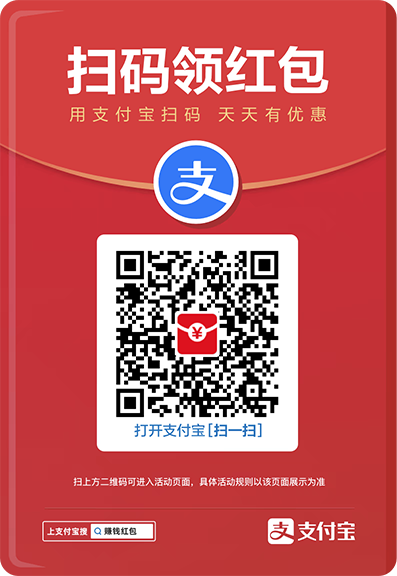 扫码领红包
用支付宝扫码 天天有优惠
支
¥
打开支付宝[扫一扫]
扫上方二维码可进入活动页面，具体活动规则以该页面展示为准
上支付宝搜 赚钱红包
支 支付宝